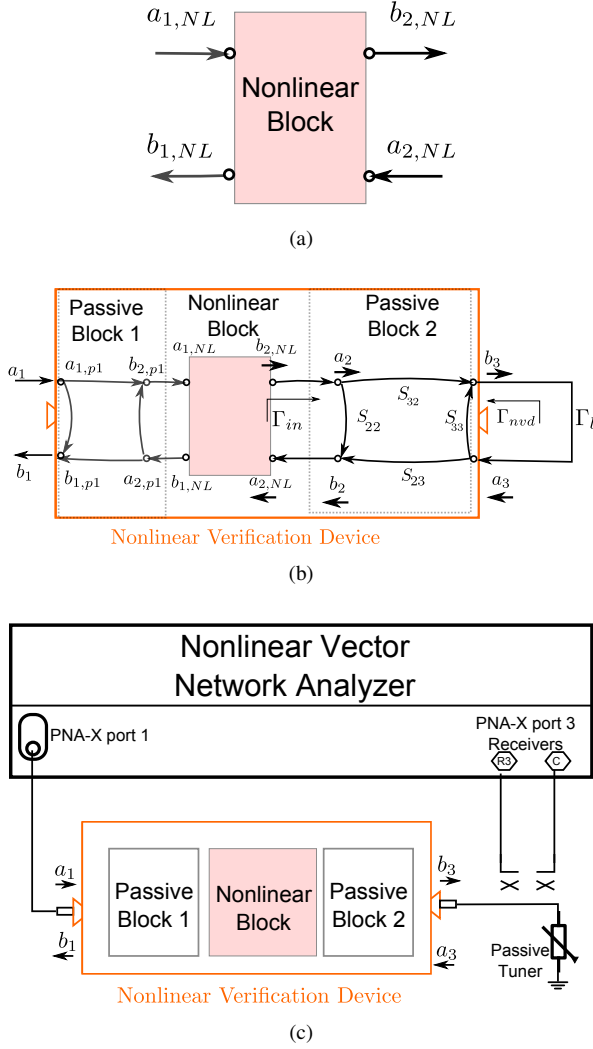 a1,NL b2,NL
Nonlinear
Block
b1,NL a2,NL
(a)
Passive
Block 1
Nonlinear
Block
Passive
Block 2
a1 a1,p1 b2,p1 a1,NL b2,NL a2 b3
Γin S22 S32 S33 Γnvd
b1 b1,p1 a2,p1 b1,NL a2,NL b2 S23 a3
Nonlinear Verification Device
(b)
Nonlinear Vector
Network Analyzer
PNA-X port 1
PNA-X port 3
Receivers
R3 C
a1 b3
Passive
Block 1
Nonlinear
Block
Passive
Block 2
b1 a3
Passive
Tuner
Nonlinear Verification Device
(c)